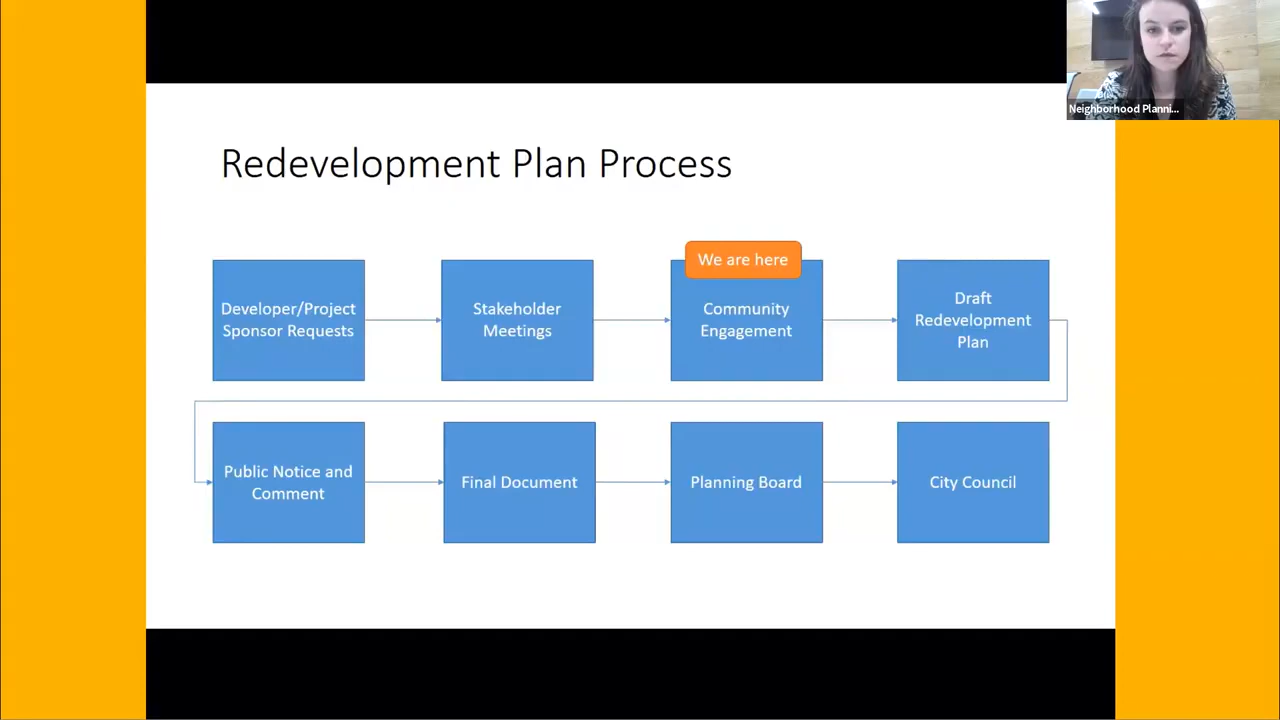 Neighborhood Planni...
Redevelopment Plan Process
We are here
Developer/Project
Sponsor Requests
Stakeholder
Meetings
Community
Engagement
Draft
Redevelopment
Plan
Public Notice and
Comment
Final Document
Planning Board
City Council